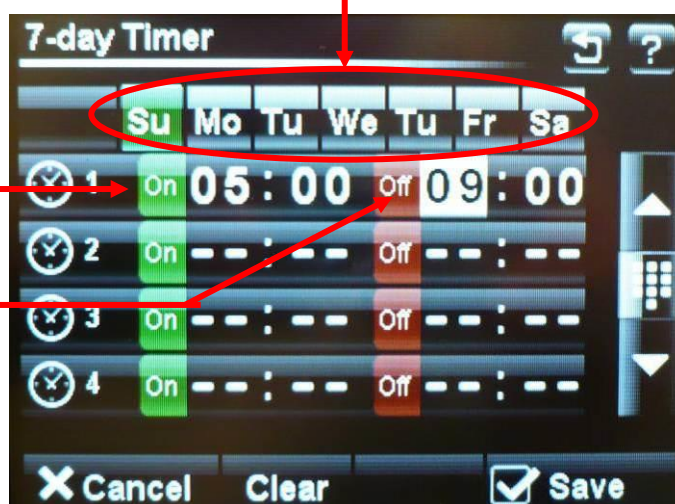 7-day Timer ?
Su Mo Tu We Tu Fr Sa
1 On 05:00 Off 09:00
2 On --:-- Off --:--
3 On --:-- Off --:--
4 On --:-- Off --:--
Cancel Clear Save